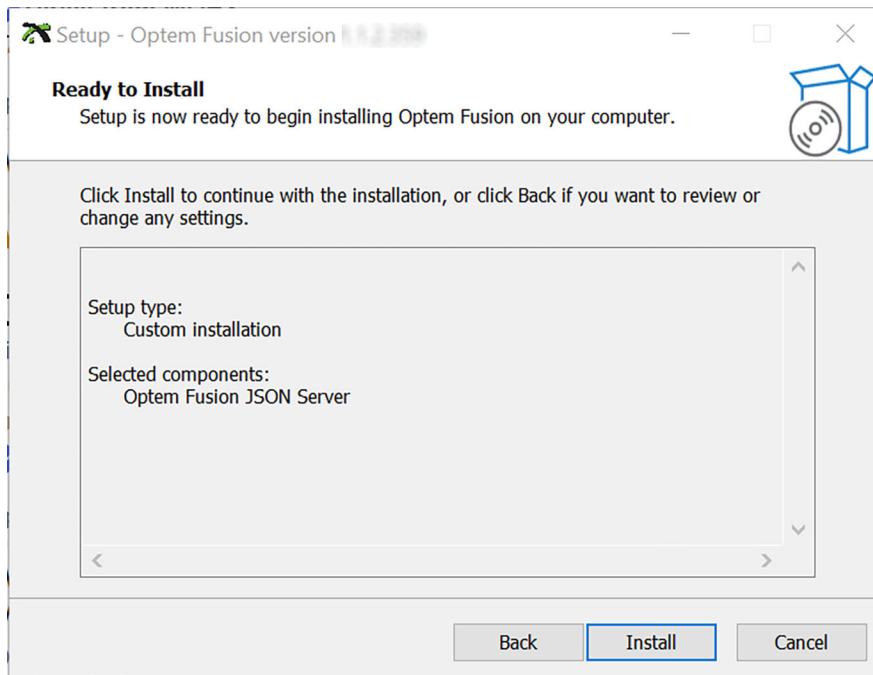 Setup - Optem Fusion version
Ready to Install
Setup is now ready to begin installing Optem Fusion on your computer.
Click Install to continue with the installation, or click Back if you want to review or
change any settings.
Setup type:
Custom installation
Selected components:
Optem Fusion JSON Server
Back
Install
Cancel